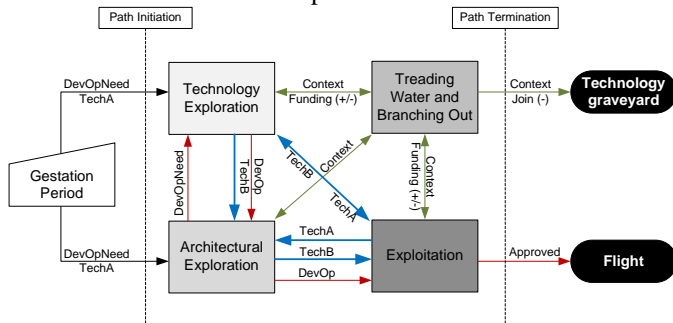 Path Initiation
Path Termination
DevOpNeed
TechA
Technology
Exploration
Context
Funding (+/-)
Treading
Water and
Branching Out
Context
Join (-)
Technology
graveyard
Gestation
Period
DevOpNeed
TechB
DevOp
TechB
TechA
Context
Context
Funding (+/-)
DevOpNeed
TechA
Architectural
Exploration
TechA
TechB
DevOp
Exploitation
Approved
Flight